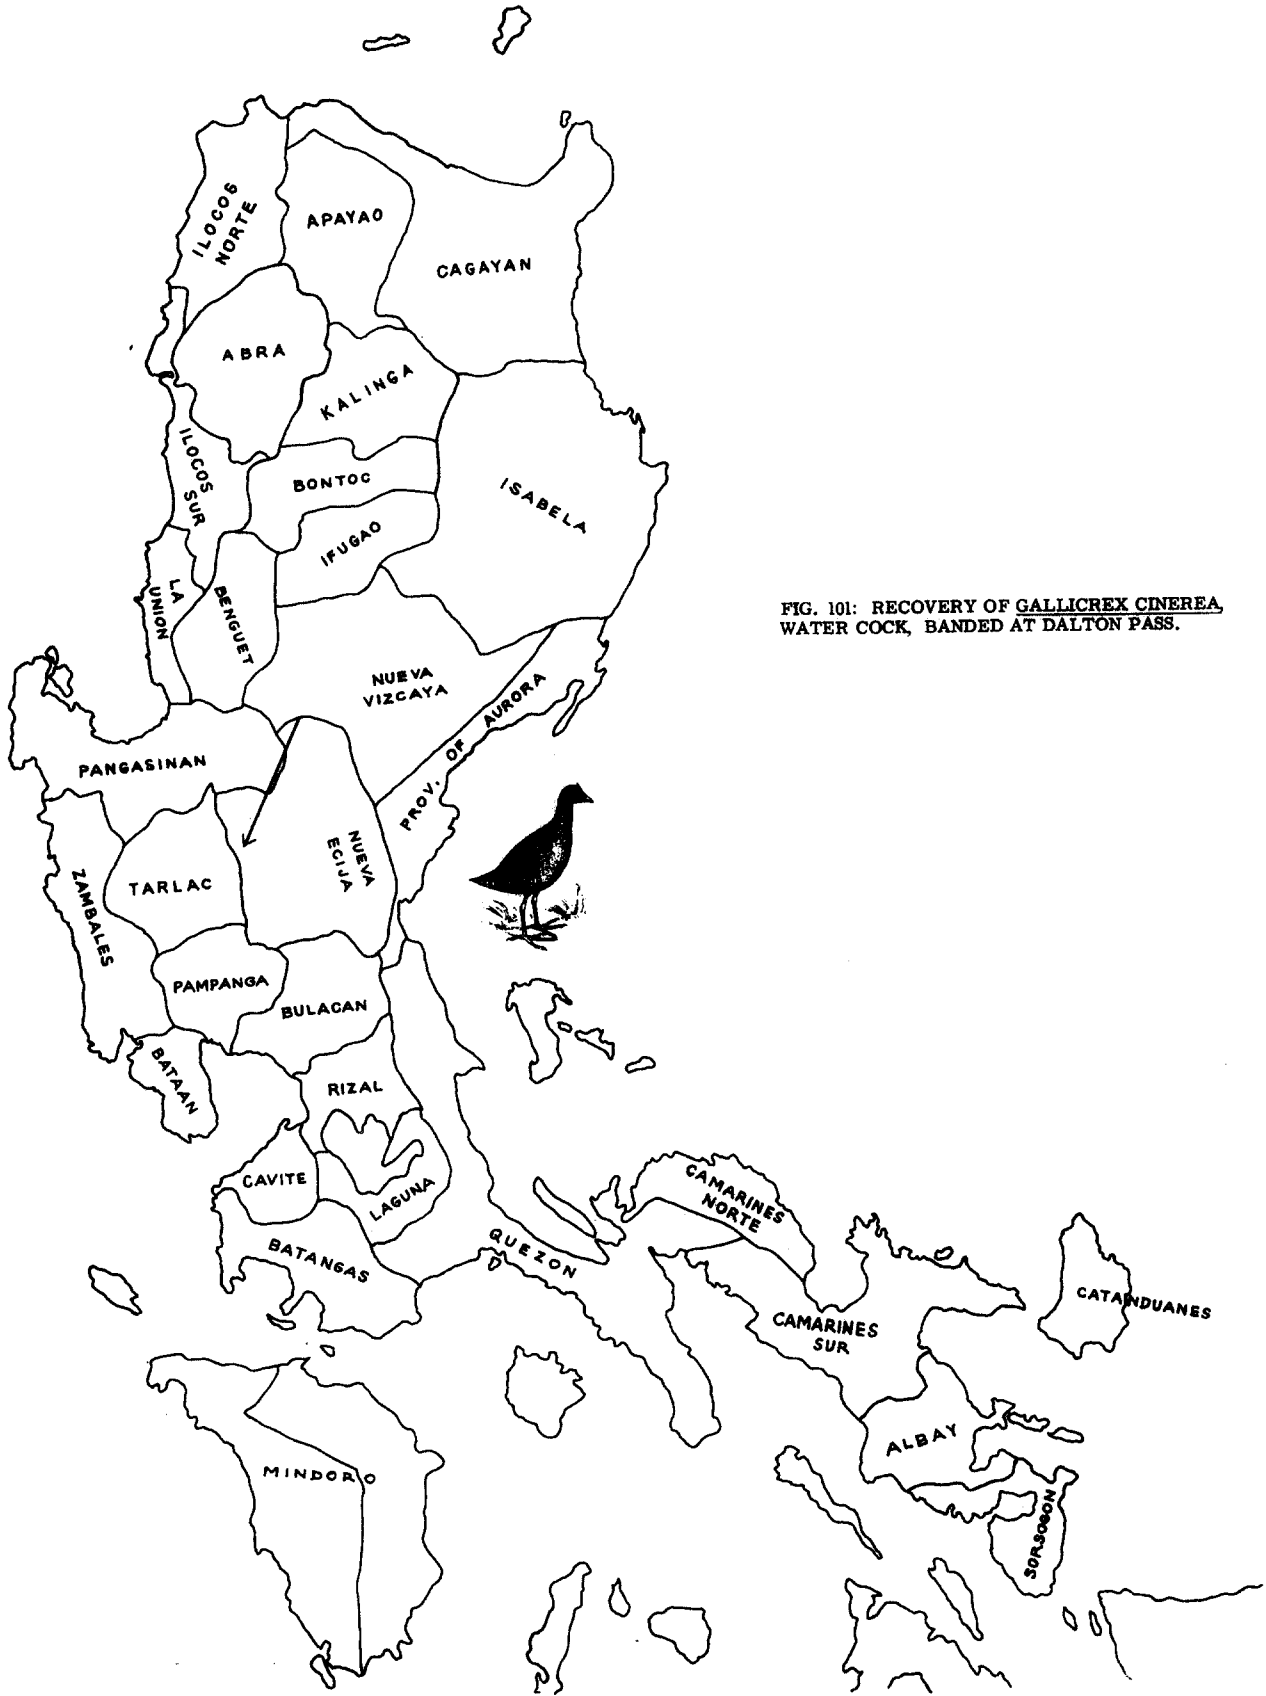 ILOCOS
NORTE
APAYAO
CAGAYAN
ABRA
KALINGA
ILOCOS
SUR
BONTOC
ISABELA
IFUGAO
LA
UNION
BENGUET
FIG. 101: RECOVERY OF GALLICREX CINEREA,
WATER COCK, BANDED AT DALTON PASS.
NUEVA
VIZCAYA
PROV. OF AURORA
PANGASINAN
NUEVA
ECIJA
ZAMBALES
TARLAC
PAMPANGA
BULACAN
BATAAN
RIZAL
CAVITE
LAGUNA
CAMARINES
NORTE
BATANGAS
QUEZON
CATANDUANES
CAMARINES
SUR
ALBAY
MINDORO
SORSOGON